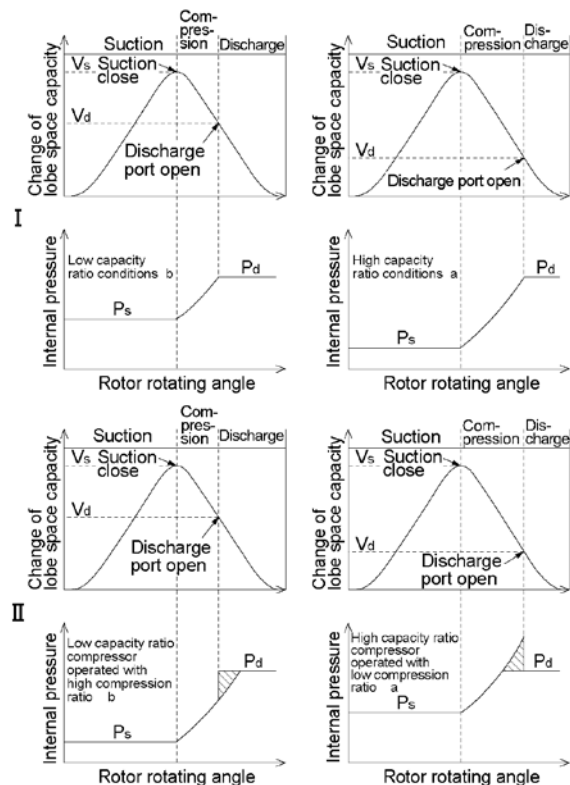 Com-
pres-
Suction sion Discharge
Vs Suction
close
Vd
Discharge
port open
Change of
lobe space capacity
Suction Compression Dis-
charge
Vs Suction
close
Vd
Discharge port open
Change of
lobe space capacity
I
Low capacity
ratio conditions b
Pd
Ps
Internal pressure
Rotor rotating angle
High capacity
ratio conditions a
Pd
Ps
Internal pressure
Rotor rotating angle
Com-
pres-
Suction sion Discharge
Vs Suction
close
Vd
Discharge
port open
Change of
lobe space capacity
Suction Compression Dis-
charge
Vs Suction
close
Vd
Discharge
port open
Change of
lobe space capacity
II
Low capacity ratio
compressor
operated with
high compression
ratio b
Pd
Ps
Internal pressure
Rotor rotating angle
High capacity ratio
compressor
operated with
low compression
ratio a
Pd
Ps
Internal pressure
Rotor rotating angle